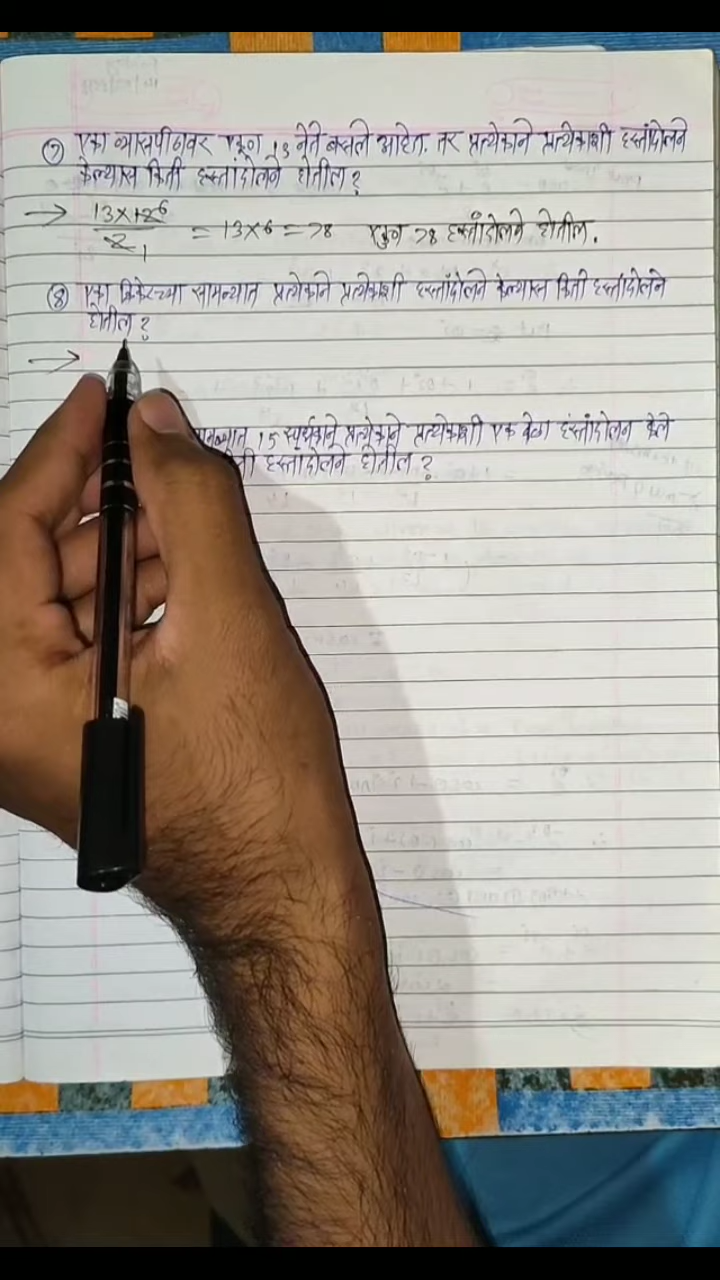 ⑦ एका व्यासपीठावर एकूण 13 नेते बसले आहेत. तर प्रत्येकाने प्रत्येकाशी हस्तांदोलने
केल्यास किती हस्तांदोलने होतील?
→ 13×12 6 / 2 1 = 13×6 = 78 एकुण 78 हस्तांदोलने होतील.
⑧ एका क्रिकेटच्या सामन्यात प्रत्येकाने प्रत्येकाशी हस्तांदोलने केल्यास किती हस्तांदोलने
होतील?
→
15 स्पर्धकाने प्रत्येकाने प्रत्येकाशी एक वेळा हस्तांदोलन केले
हस्तांदोलने होतील?